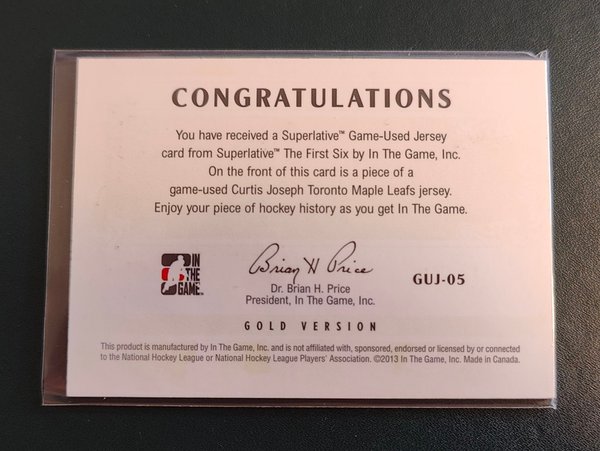 CONGRATULATIONS
You have received a Superlative™ Game-Used Jersey
card from Superlative™ The First Six by In The Game, Inc.
On the front of this card is a piece of a
game-used Curtis Joseph Toronto Maple Leafs jersey.
Enjoy your piece of hockey history as you get In The Game.
IN
THE
GAME™
Brian H Price
Dr. Brian H. Price
President, In The Game, Inc.
GUJ-05
GOLD VERSION
This product is manufactured by In The Game, Inc. and is not affiliated with, sponsored, endorsed or licensed by or connected
to the National Hockey League or National Hockey League Players' Association. ©2013 In The Game, Inc. Made in Canada.